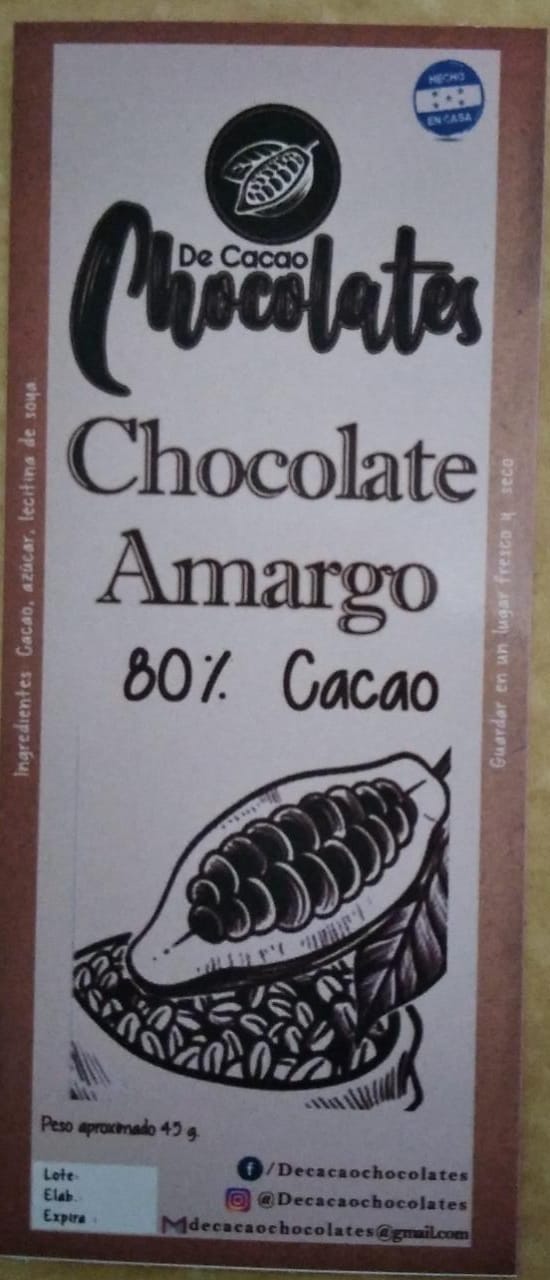 HECHO
EN CASA
De Cacao
Chocolates
Chocolate
Amargo
80% Cacao
Ingredientes Cacao, azúcar, lecitina de soya.
Guardar en un lugar fresco y seco
Peso aproximado 45 g.
Lote:
Elab.:
Expira :
/Decacaochocolates
@Decacaochocolates
decacaochocolates@gmail.com